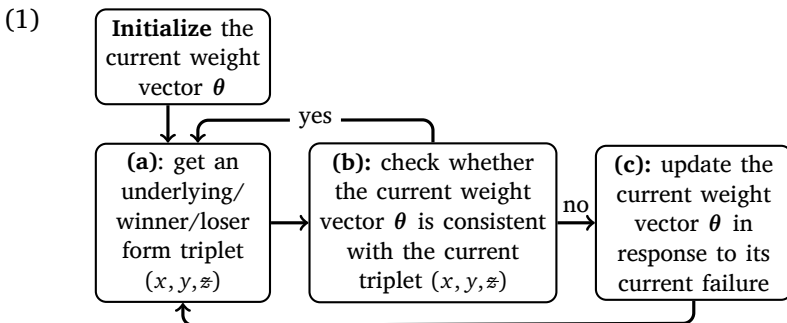 (1)
Initialize the
current weight
vector θ
yes
(a): get an
underlying/
winner/loser
form triplet
(x, y, z)
(b): check whether
the current weight
vector θ is consistent
with the current
triplet (x, y, z)
no
(c): update the
current weight
vector θ in
response to its
current failure